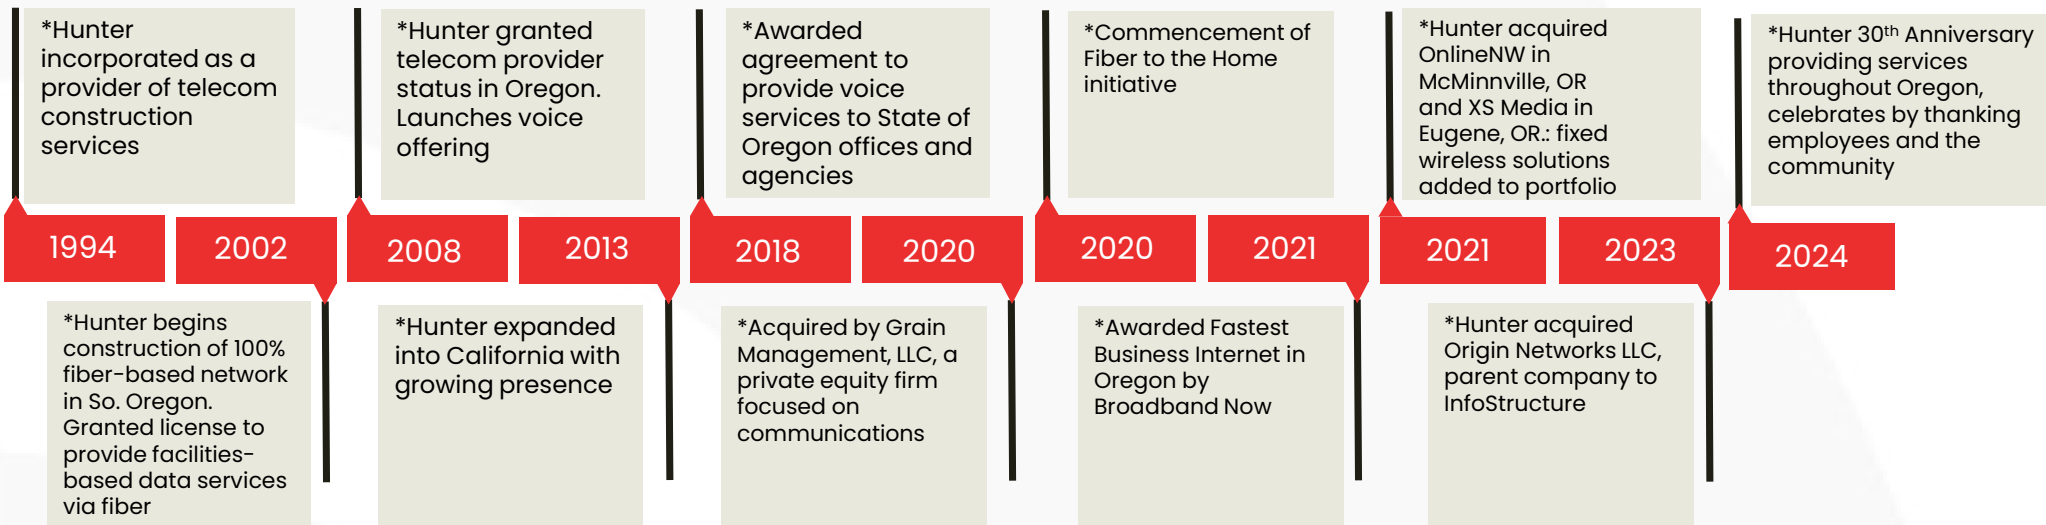 *Hunter
incorporated as a
provider of telecom
construction
services
*Hunter granted
telecom provider
status in Oregon.
Launches voice
offering
*Awarded
agreement to
provide voice
services to State of
Oregon offices and
agencies
*Commencement of
Fiber to the Home
initiative
*Hunter acquired
OnlineNW in
McMinnville, OR
and XS Media in
Eugene, OR.: fixed
wireless solutions
added to portfolio
*Hunter 30th Anniversary
providing services
throughout Oregon,
celebrates by thanking
employees and the
community
1994 2002 2008 2013 2018 2020 2020 2021 2021 2023 2024
*Hunter begins
construction of 100%
fiber-based network
in So. Oregon.
Granted license to
provide facilities-
based data services
via fiber
*Hunter expanded
into California with
growing presence
*Acquired by Grain
Management, LLC, a
private equity firm
focused on
communications
*Awarded Fastest
Business Internet in
Oregon by
Broadband Now
*Hunter acquired
Origin Networks LLC,
parent company to
InfoStructure